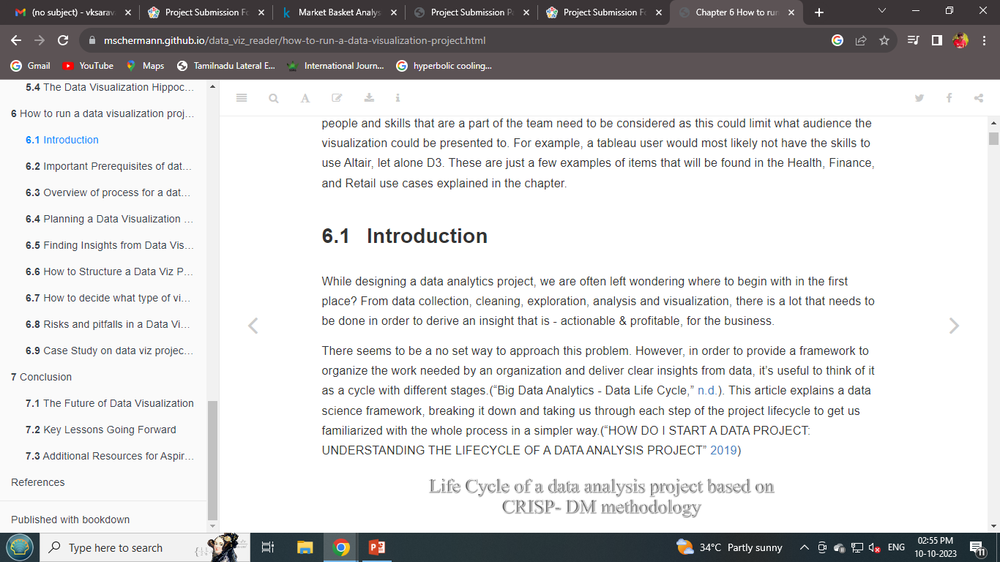 (no subject) - vksarav
Project Submission Fo
Market Basket Analys
Project Submission Pa
Project Submission Fo
Chapter 6 How to run
mschermann.github.io/data_viz_reader/how-to-run-a-data-visualization-project.html
Gmail
YouTube
Maps
Tamilnadu Lateral E...
International Journ...
hyperbolic cooling...
5.4 The Data Visualization Hippoc...
6 How to run a data visualization proj...
6.1 Introduction
6.2 Important Prerequisites of dat...
6.3 Overview of process for a dat...
6.4 Planning a Data Visualization ...
6.5 Finding Insights from Data Vis...
6.6 How to Structure a Data Viz P...
6.7 How to decide what type of vi...
6.8 Risks and pitfalls in a Data Vi...
6.9 Case Study on data viz projec...
7 Conclusion
7.1 The Future of Data Visualization
7.2 Key Lessons Going Forward
7.3 Additional Resources for Aspir...
References
Published with bookdown
people and skills that are a part of the team need to be considered as this could limit what audience the
visualization could be presented to. For example, a tableau user would most likely not have the skills to
use Altair, let alone D3. These are just a few examples of items that will be found in the Health, Finance,
and Retail use cases explained in the chapter.
6.1 Introduction
While designing a data analytics project, we are often left wondering where to begin with in the first
place? From data collection, cleaning, exploration, analysis and visualization, there is a lot that needs to
be done in order to derive an insight that is - actionable & profitable, for the business.
There seems to be a no set way to approach this problem. However, in order to provide a framework to
organize the work needed by an organization and deliver clear insights from data, it’s useful to think of it
as a cycle with different stages.(“Big Data Analytics - Data Life Cycle,” n.d.). This article explains a data
science framework, breaking it down and taking us through each step of the project lifecycle to get us
familiarized with the whole process in a simpler way.(“HOW DO I START A DATA PROJECT:
UNDERSTANDING THE LIFECYCLE OF A DATA ANALYSIS PROJECT” 2019)
Life Cycle of a data analysis project based on
CRISP- DM methodology
Type here to search
34°C Partly sunny
ENG
02:55 PM
10-10-2023
11